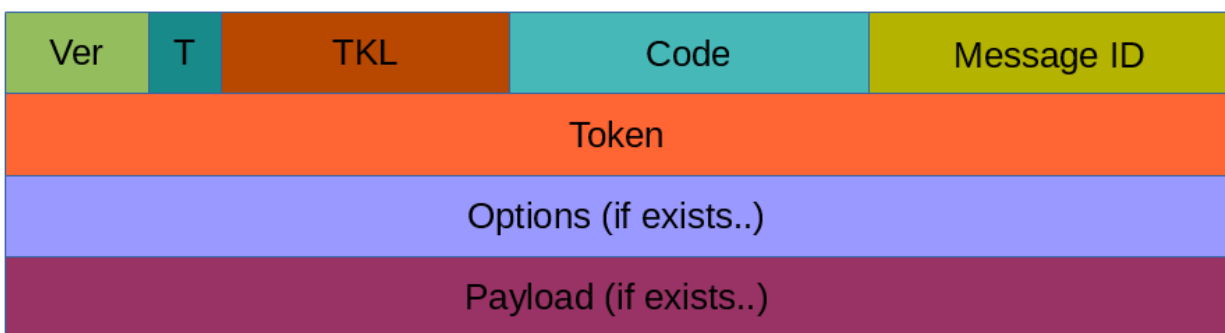 Ver T TKL Code Message ID
Token
Options (if exists..)
Payload (if exists..)